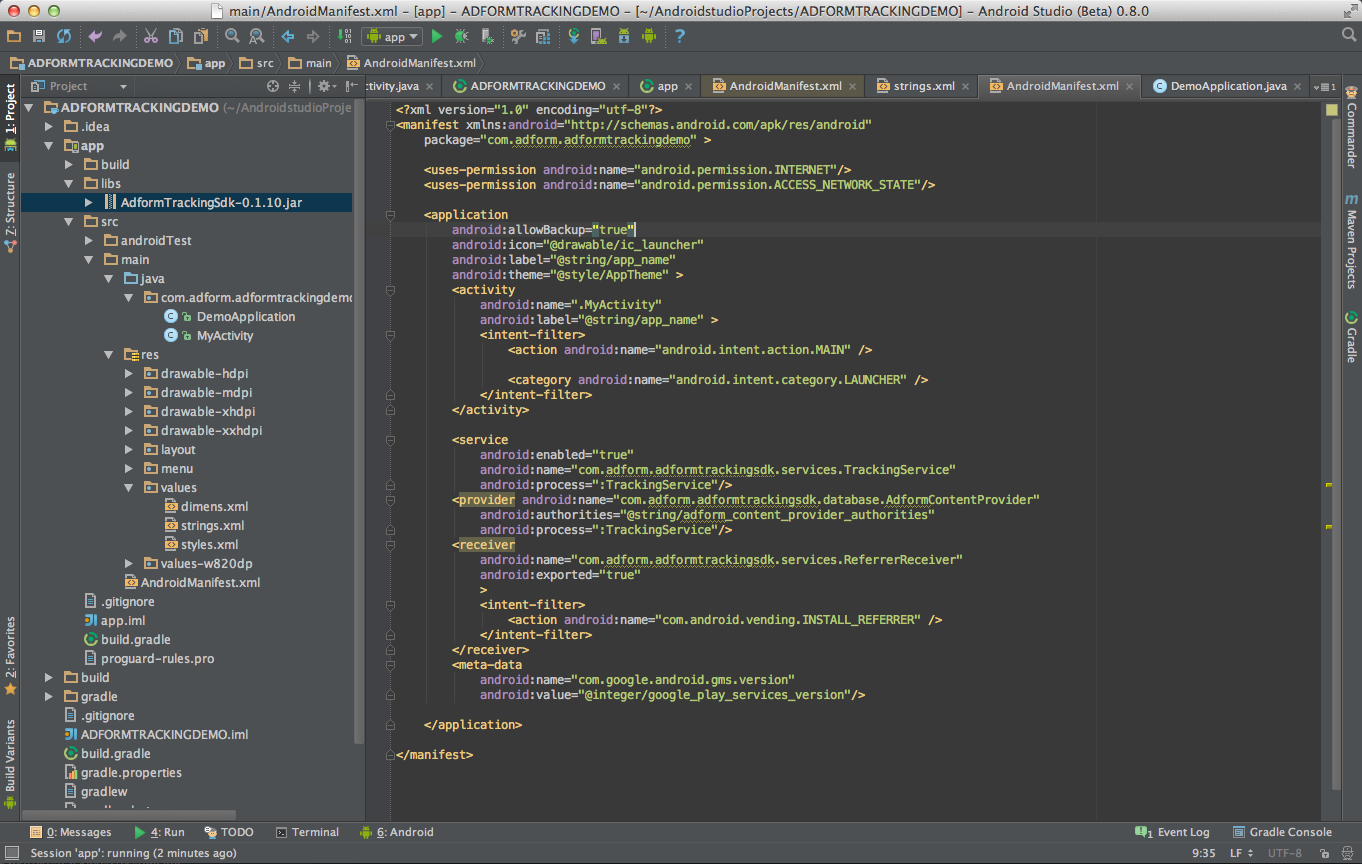 main/AndroidManifest.xml - [app] - ADFORMTRACKINGDEMO - [~/AndroidstudioProjects/ADFORMTRACKINGDEMO] - Android Studio (Beta) 0.8.0
app
ADFORMTRACKINGDEMO app src main AndroidManifest.xml
Project
ctivity.java ADFORMTRACKINGDEMO app AndroidManifest.xml strings.xml AndroidManifest.xml DemoApplication.java
1: Project
Z: Structure
2: Favorites
Build Variants
ADFORMTRACKINGDEMO (~/AndroidstudioProje
.idea
app
build
libs
AdformTrackingSdk-0.1.10.jar
src
androidTest
main
java
com.adform.adformtrackingdemo
DemoApplication
MyActivity
res
drawable-hdpi
drawable-mdpi
drawable-xhdpi
drawable-xxhdpi
layout
menu
values
dimens.xml
strings.xml
styles.xml
values-w820dp
AndroidManifest.xml
.gitignore
app.iml
build.gradle
proguard-rules.pro
build
gradle
.gitignore
ADFORMTRACKINGDEMO.iml
build.gradle
gradle.properties
gradlew
<?xml version="1.0" encoding="utf-8"?>
<manifest xmlns:android="http://schemas.android.com/apk/res/android"
package="com.adform.adformtrackingdemo" >
<uses-permission android:name="android.permission.INTERNET"/>
<uses-permission android:name="android.permission.ACCESS_NETWORK_STATE"/>
<application
android:allowBackup="true"
android:icon="@drawable/ic_launcher"
android:label="@string/app_name"
android:theme="@style/AppTheme" >
<activity
android:name=".MyActivity"
android:label="@string/app_name" >
<intent-filter>
<action android:name="android.intent.action.MAIN" />
<category android:name="android.intent.category.LAUNCHER" />
</intent-filter>
</activity>
<service
android:enabled="true"
android:name="com.adform.adformtrackingsdk.services.TrackingService"
android:process=":TrackingService"/>
<provider android:name="com.adform.adformtrackingsdk.database.AdformContentProvider"
android:authorities="@string/adform_content_provider_authorities"
android:process=":TrackingService"/>
<receiver
android:name="com.adform.adformtrackingsdk.services.ReferrerReceiver"
android:exported="true"
>
<intent-filter>
<action android:name="com.android.vending.INSTALL_REFERRER" />
</intent-filter>
</receiver>
<meta-data
android:name="com.google.android.gms.version"
android:value="@integer/google_play_services_version"/>
</application>
</manifest>
Commander
Maven Projects
Gradle
0: Messages 4: Run TODO Terminal 6: Android 1 Event Log Gradle Console
Session 'app': running (2 minutes ago) 9:35 LF UTF-8